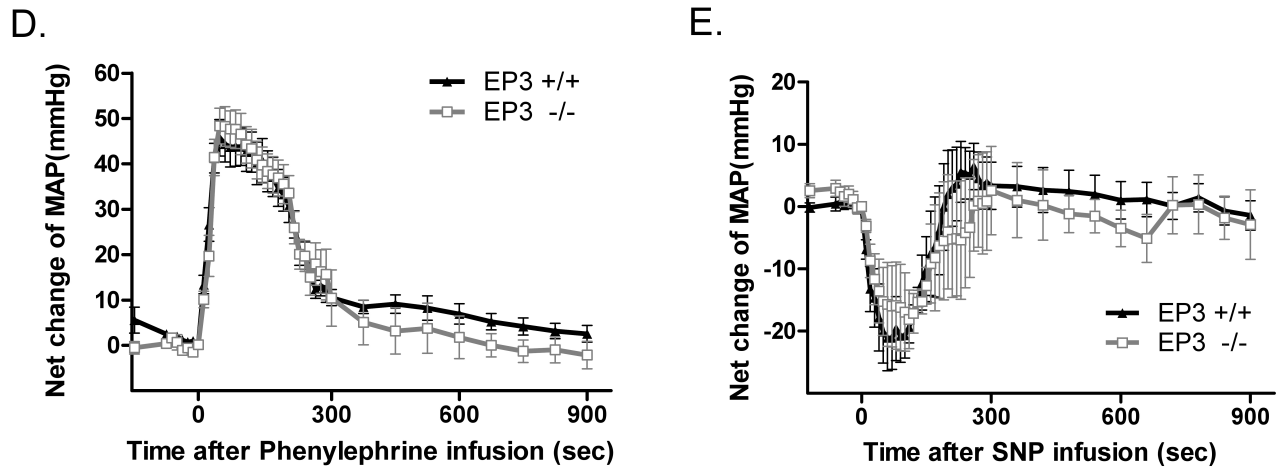 D.
Net change of MAP(mmHg)
60
50
40
30
20
10
0
EP3 +/+
EP3 -/-
0 300 600 900
Time after Phenylephrine infusion (sec)
E.
Net change of MAP(mmHg)
20
10
0
-10
-20
EP3 +/+
EP3 -/-
0 300 600 900
Time after SNP infusion (sec)